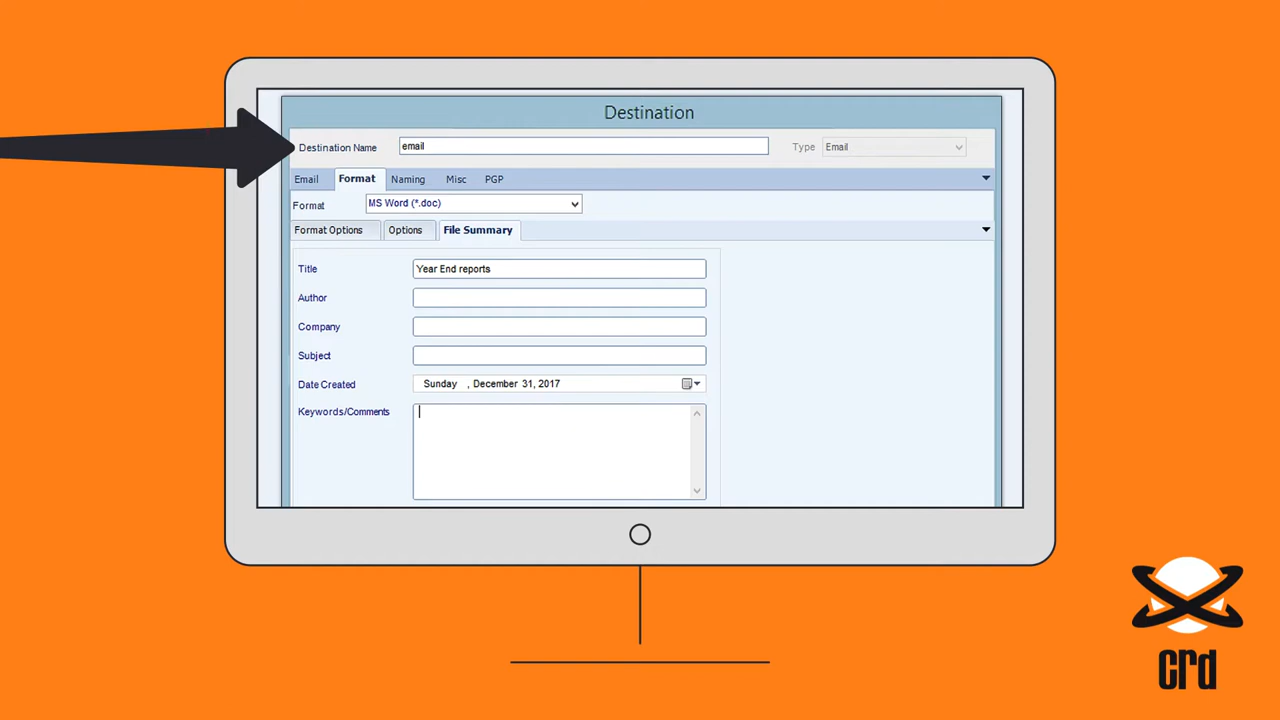 Destination
Destination Name email Type Email
Email Format Naming Misc PGP
Format MS Word (*.doc)
Format Options Options File Summary
Title Year End reports
Author
Company
Subject
Date Created Sunday , December 31, 2017
Keywords/Comments
crd